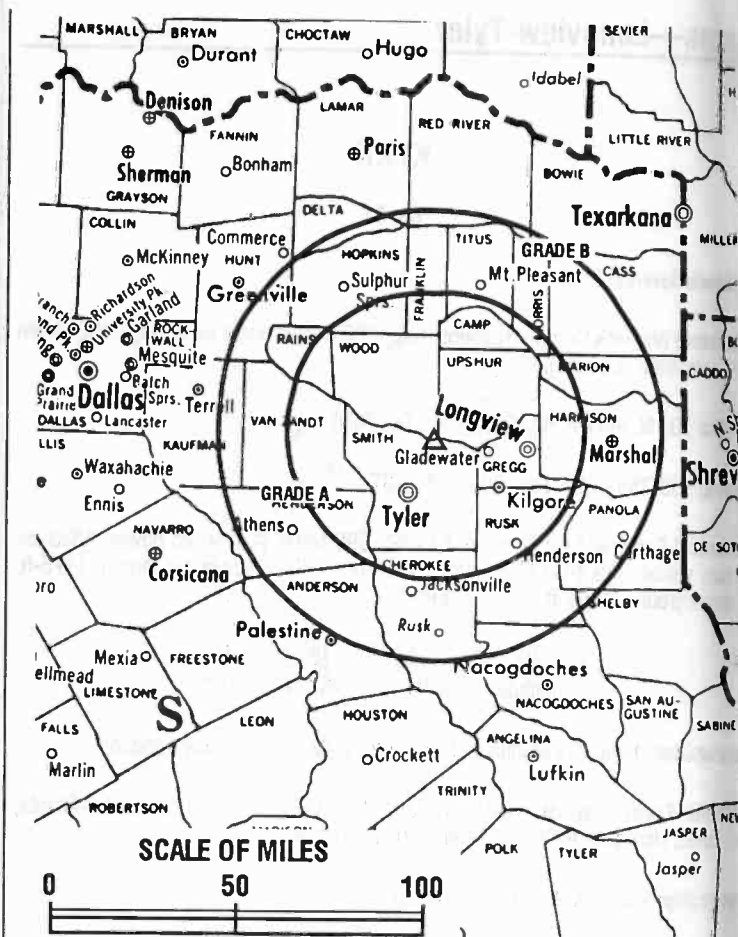 MARSHALL
BRYAN
Durant
CHOCTAW
Hugo
SEVIER
Idabel
Denison
LAMAR
RED RIVER
LITTLE RIVER
FANNIN
Paris
Sherman
Bonham
BOWIE
GRAYSON
Texarkana
COLLIN
DELTA
TITUS
GRADE B
MILLER
Commerce
McKinney
HUNT
HOPKINS
FRANKLIN
Mt. Pleasant
CASS
Greenville
Sulphur
Sprs.
Richardson
University Pk.
Garland
ROCK-
WALL
RAINS
CAMP
MORRIS
WOOD
UPSHUR
MARION
Mesquite
CADDO
Grand
Prairie
Dallas
Balch
Sprs.
Terrell
Longview
HARRISON
DALLAS
Lancaster
VAN ZANDT
SMITH
Gladewater
GREGG
Marshall
KAUFMAN
Waxahachie
GRADE A
Kilgore
Shrev
Ennis
HENDERSON
Tyler
PANOLA
Athens
RUSK
NAVARRO
Henderson
Carthage
DE SOTO
CHEROKEE
Corsicana
ANDERSON
Jacksonville
SHELBY
Rusk
Palestine
Mexia
FREESTONE
Nacogdoches
ellmead
LIMESTONE
NACOGDOCHES
SAN AU-
GUSTINE
SABINE
S
LEON
HOUSTON
FALLS
ANGELINA
Crockett
Lufkin
Marlin
TRINITY
ROBERTSON
SCALE OF MILES
POLK
TYLER
JASPER
Jasper
0 50 100